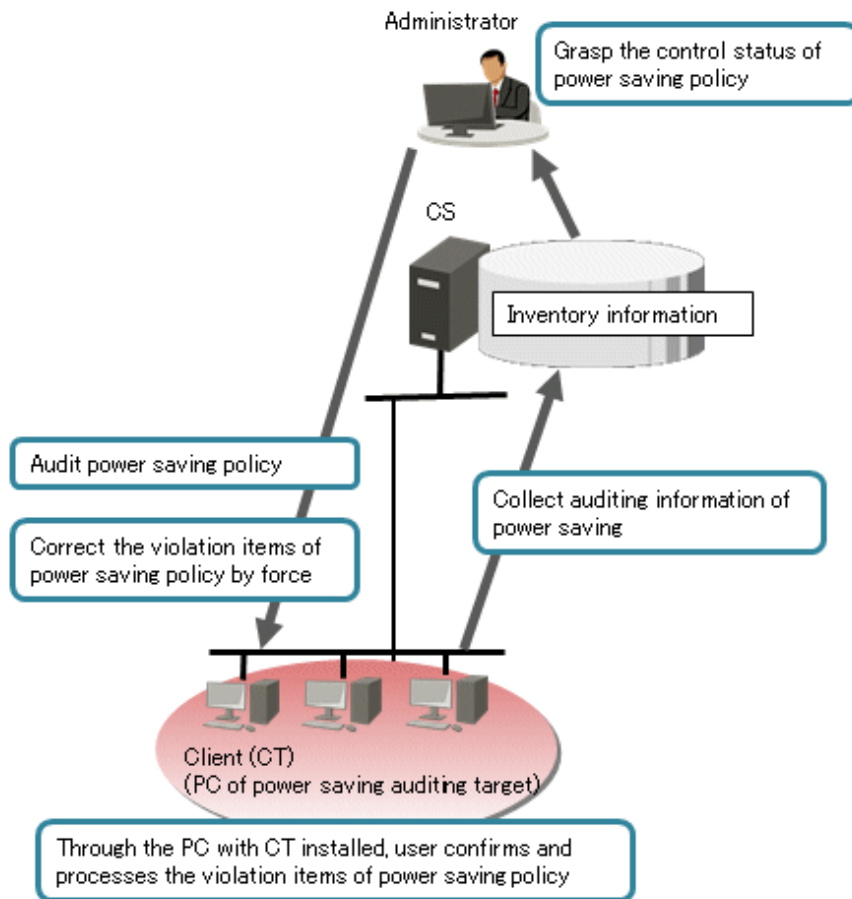 Administrator
Grasp the control status of
power saving policy
CS
Inventory information
Audit power saving policy
Collect auditing information of
power saving
Correct the violation items of
power saving policy by force
Client (CT)
(PC of power saving auditing target)
Through the PC with CT installed, user confirms and
processes the violation items of power saving policy